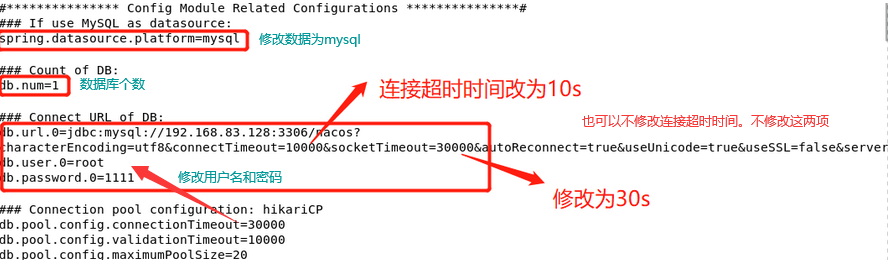 #*************** Config Module Related Configurations ***************#
### If use MySQL as datasource:
spring.datasource.platform=mysql 修改数据为mysql
### Count of DB:
db.num=1 数据库个数
连接超时时间改为10s
### Connect URL of DB:
也可以不修改连接超时时间。不修改这两项
db.url.0=jdbc:mysql://192.168.83.128:3306/nacos?
characterEncoding=utf8&connectTimeout=10000&socketTimeout=30000&autoReconnect=true&useUnicode=true&useSSL=false&server
db.user.0=root
db.password.0=1111 修改用户名和密码
修改为30s
### Connection pool configuration: hikariCP
db.pool.config.connectionTimeout=30000
db.pool.config.validationTimeout=10000
db.pool.config.maximumPoolSize=20